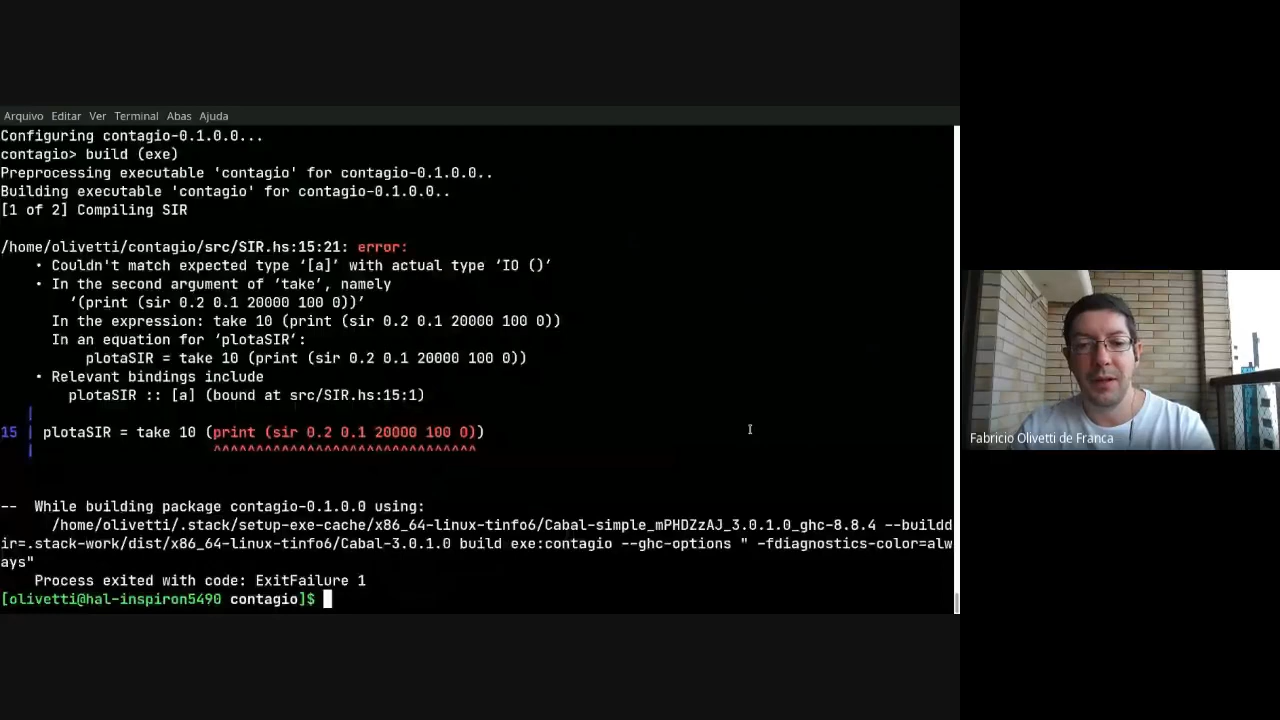 Arquivo Editar Ver Terminal Abas Ajuda
Configuring contagio-0.1.0.0...
contagio> build (exe)
Preprocessing executable 'contagio' for contagio-0.1.0.0..
Building executable 'contagio' for contagio-0.1.0.0..
[1 of 2] Compiling SIR
/home/olivetti/contagio/src/SIR.hs:15:21: error:
• Couldn't match expected type ‘[a]’ with actual type ‘IO ()’
• In the second argument of ‘take’, namely
‘(print (sir 0.2 0.1 20000 100 0))’
In the expression: take 10 (print (sir 0.2 0.1 20000 100 0))
In an equation for ‘plotaSIR’:
plotaSIR = take 10 (print (sir 0.2 0.1 20000 100 0))
• Relevant bindings include
plotaSIR :: [a] (bound at src/SIR.hs:15:1)
|
15 | plotaSIR = take 10 (print (sir 0.2 0.1 20000 100 0))
| ^^^^^^^^^^^^^^^^^^^^^^^^^^^^^^^
-- While building package contagio-0.1.0.0 using:
/home/olivetti/.stack/setup-exe-cache/x86_64-linux-tinfo6/Cabal-simple_mPHDZzAJ_3.0.1.0_ghc-8.8.4 --buildd
ir=.stack-work/dist/x86_64-linux-tinfo6/Cabal-3.0.1.0 build exe:contagio --ghc-options " -fdiagnostics-color=alw
ays"
Process exited with code: ExitFailure 1
[olivetti@hal-inspiron5490 contagio]$
Fabricio Olivetti de Franca